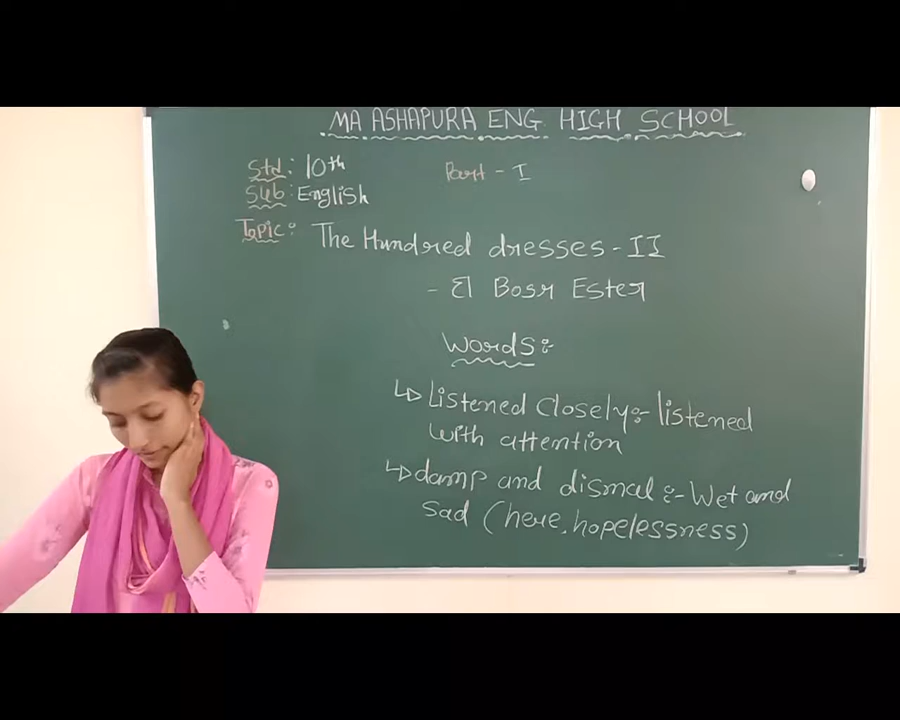 MA ASHAPURA ENG. HIGH SCHOOL
Std: 10th Part - I
Sub: English
Topic: The Hundred dresses - II
- El Bosr Ester
Words:-
↳ Listened Closely:- listened
with attention
↳ damp and dismal:- Wet and
sad (here, hopelessness)